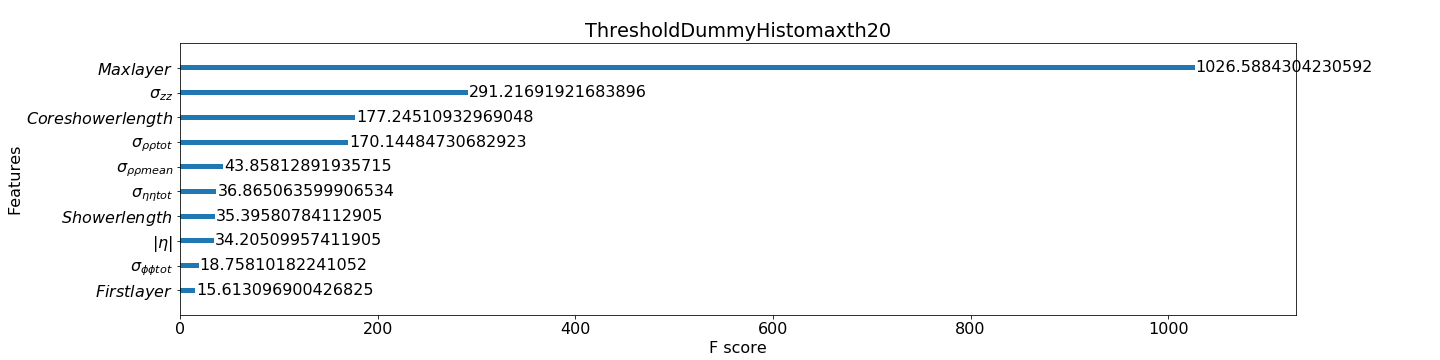 ThresholdDummyHistomaxth20
Maxlayer 1026.5884304230592
σzz 291.21691921683896
Coreshowerlength 177.24510932969048
σρρtot 170.14484730682923
σρρmean 43.85812891935715
σηηtot 36.865063599906534
Showerlength 35.39580784112905
|η| 34.20509957411905
σϕϕtot 18.75810182241052
Firstlayer 15.613096900426825
Features
0 200 400 600 800 1000
F score